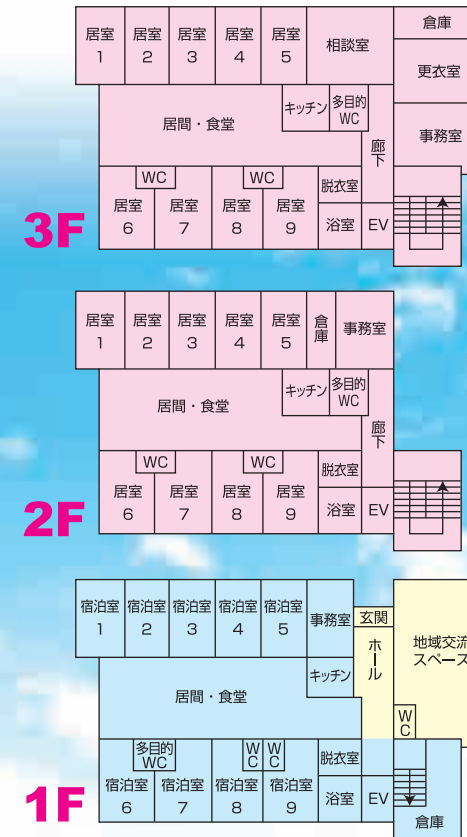 居室
1
居室
2
居室
3
居室
4
居室
5
相談室
倉庫
更衣室
事務室
居間・食堂
キッチン
多目的
WC
廊下
WC
WC
居室
6
居室
7
居室
8
居室
9
脱衣室
浴室
EV
3F
居室
1
居室
2
居室
3
居室
4
居室
5
倉庫
事務室
居間・食堂
キッチン
多目的
WC
廊下
WC
WC
居室
6
居室
7
居室
8
居室
9
脱衣室
浴室
EV
2F
宿泊室
1
宿泊室
2
宿泊室
3
宿泊室
4
宿泊室
5
事務室
玄関
ホール
地域交流
スペース
居間・食堂
キッチン
WC
多目的
WC
WC
WC
宿泊室
6
宿泊室
7
宿泊室
8
宿泊室
9
脱衣室
浴室
EV
倉庫
1F